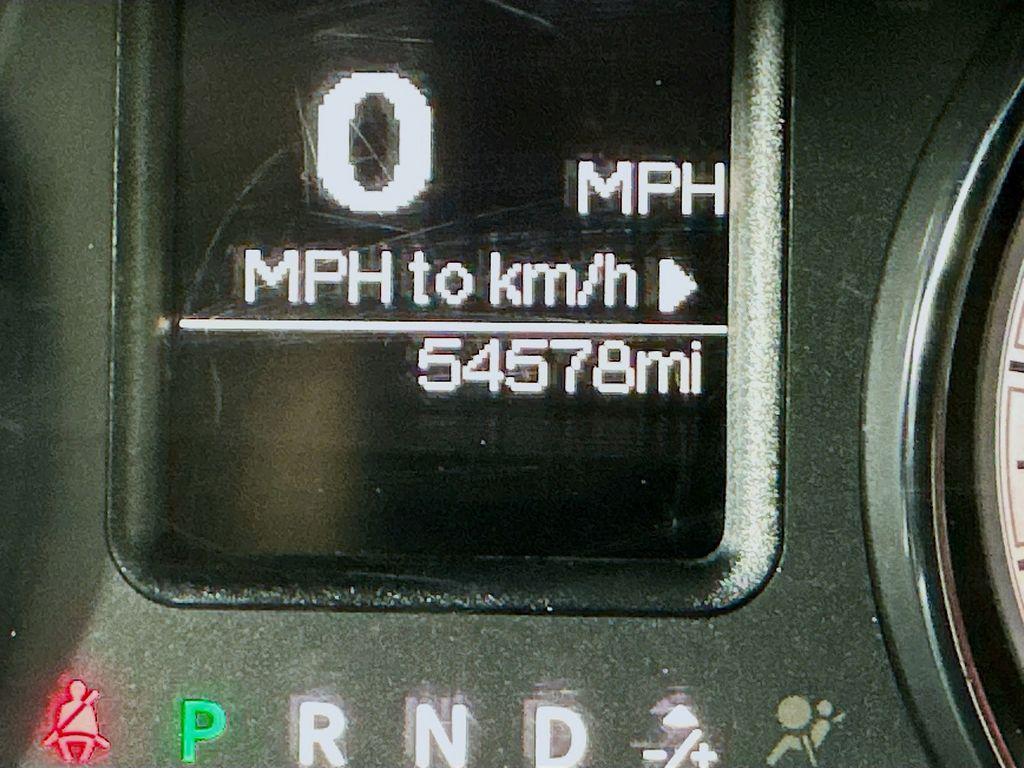 0
MPH
MPH to km/h
54578mi
P R N D -/+